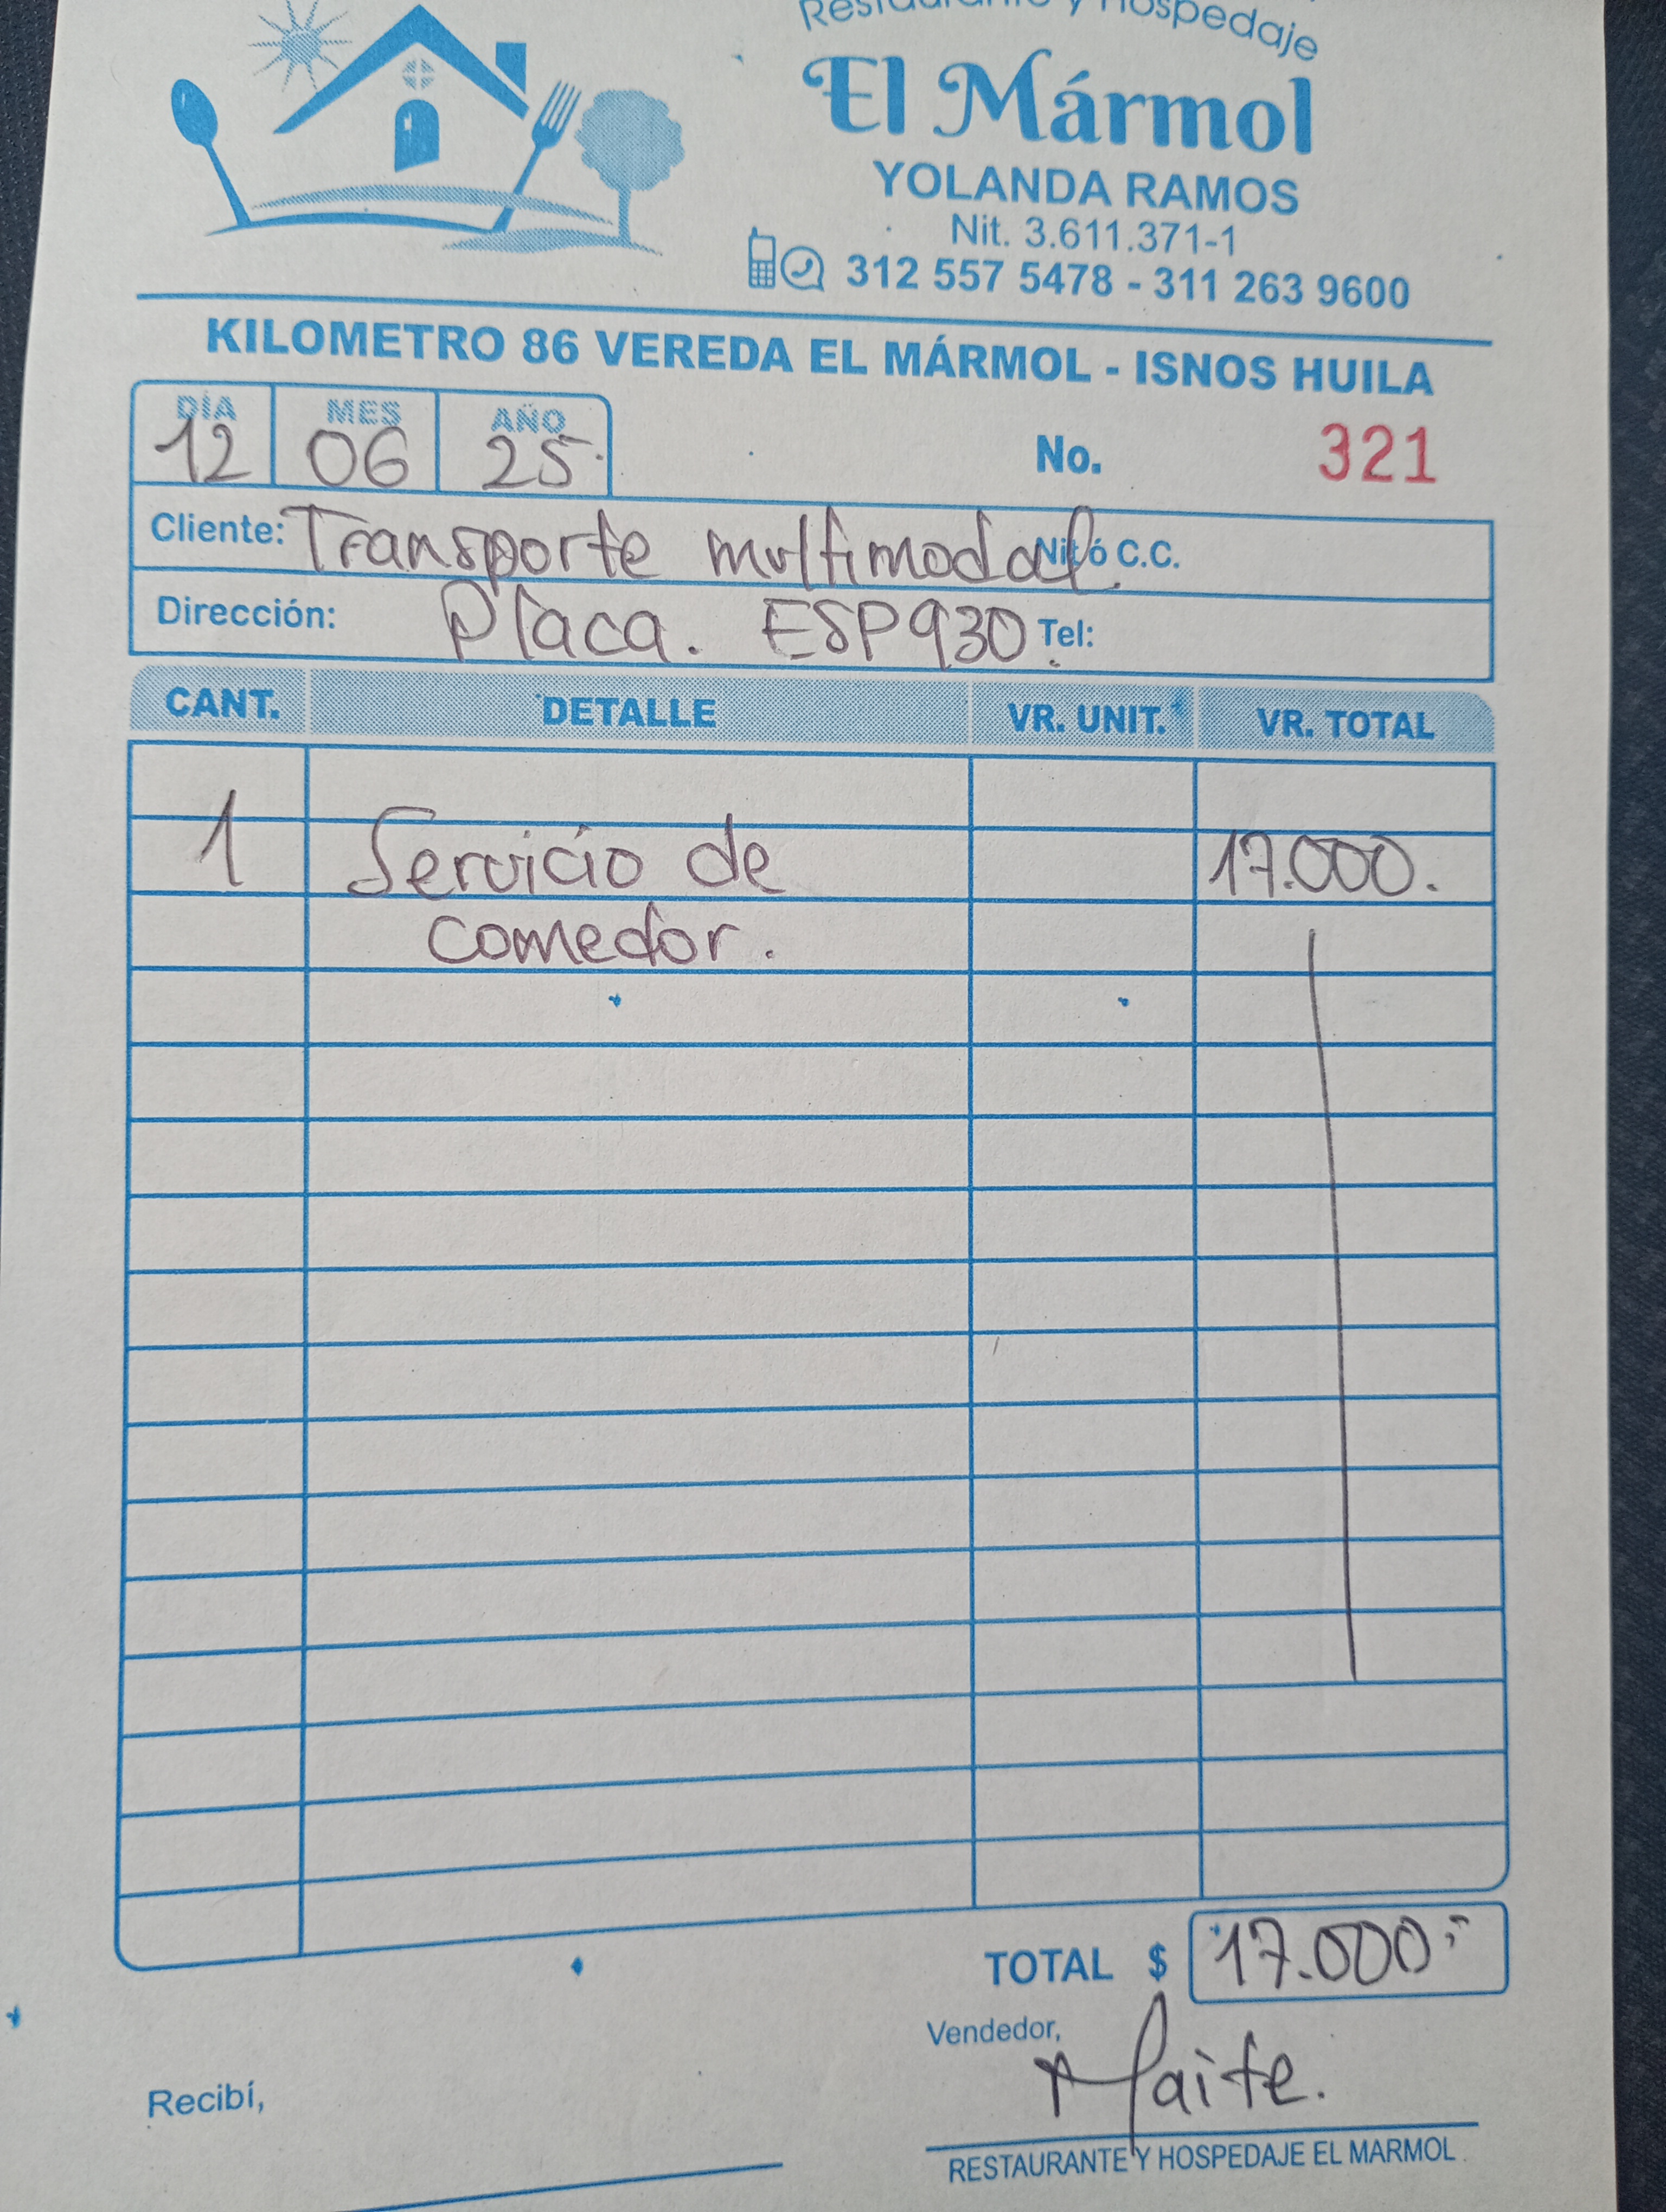 Restaurante y Hospedaje
El Mármol
YOLANDA RAMOS
Nit. 3.611.371-1
312 557 5478 - 311 263 9600
KILOMETRO 86 VEREDA EL MÁRMOL - ISNOS HUILA
DÍA MES AÑO
12 06 25
No. 321
Cliente: Transporte multimodal Nit ó C.C.
Dirección: Placa. ESP930 Tel:
CANT. DETALLE VR. UNIT. VR. TOTAL
1 Servicio de 17.000.
comedor.
TOTAL $ 17.000
Vendedor,
Maite.
Recibí,
RESTAURANTE Y HOSPEDAJE EL MARMOL